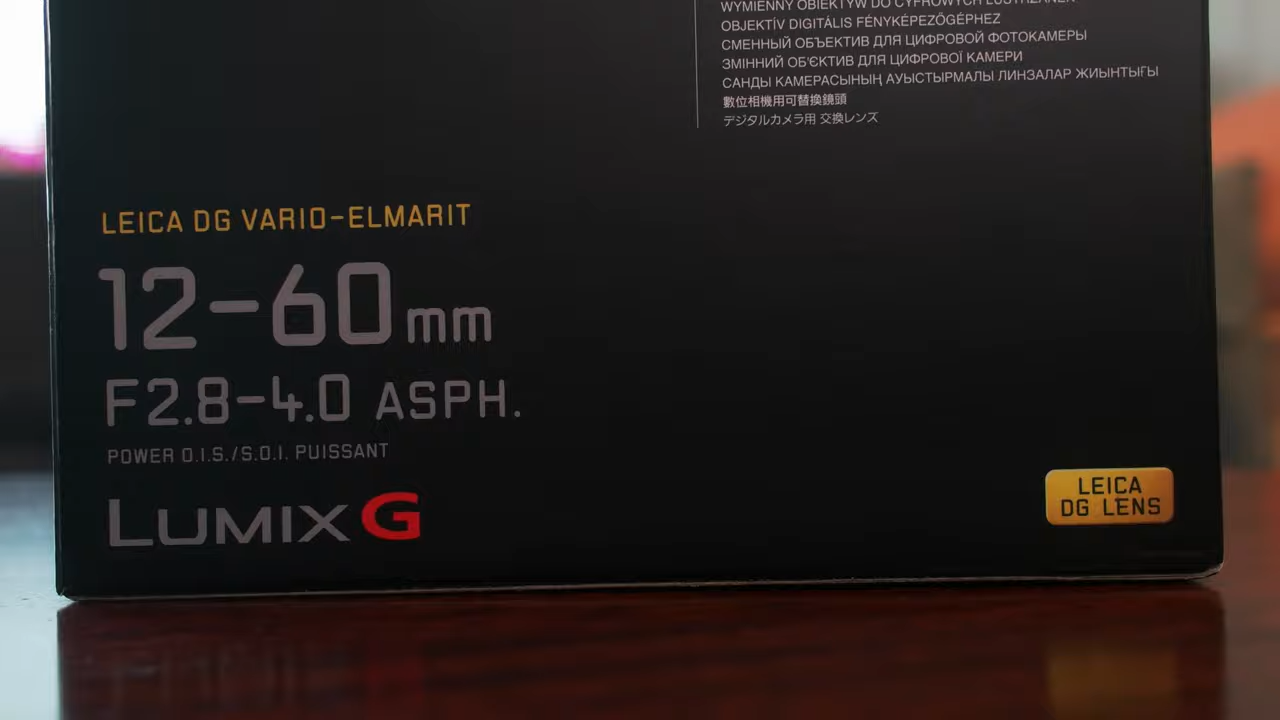 WYMIENNY OBIEKTYW DO CYFROWYCH LUSTRZANEK
OBJEKTÍV DIGITÁLIS FÉNYKÉPEZŐGÉPHEZ
СМЕННЫЙ ОБЪЕКТИВ ДЛЯ ЦИФРОВОЙ ФОТОКАМЕРЫ
ЗМІННИЙ ОБ'ЄКТИВ ДЛЯ ЦИФРОВОЇ КАМЕРИ
САНДЫ КАМЕРАСЫНЫҢ АУЫСТЫРМАЛЫ ЛИНЗАЛАР ЖИЫНТЫҒЫ
數位相機用可替換鏡頭
デジタルカメラ用 交換レンズ
LEICA DG VARIO-ELMARIT
12-60mm
F2.8-4.0 ASPH.
POWER O.I.S./S.O.I. PUISSANT
LUMIX G
LEICA
DG LENS